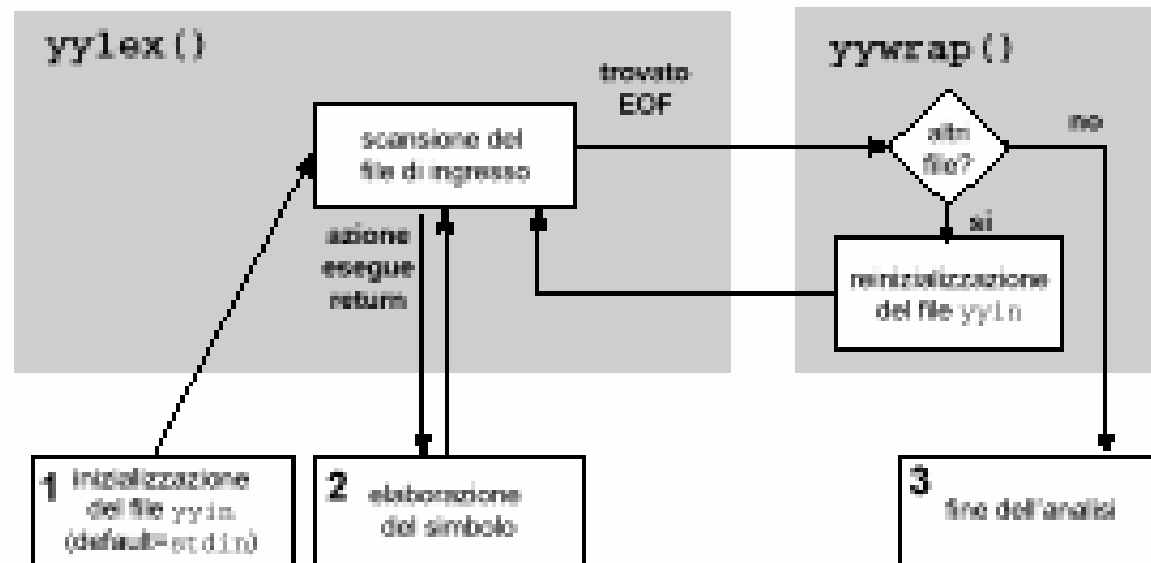 yylex()
yywrap()
trovato
EOF
scansione del
file di ingresso
altri
file?
no
si
azione
esegue
return
reinizializzazione
del file yyin
1 inizializzazione
del file yyin
(default=stdin)
2 elaborazione
del simbolo
3
fine dell'analisi